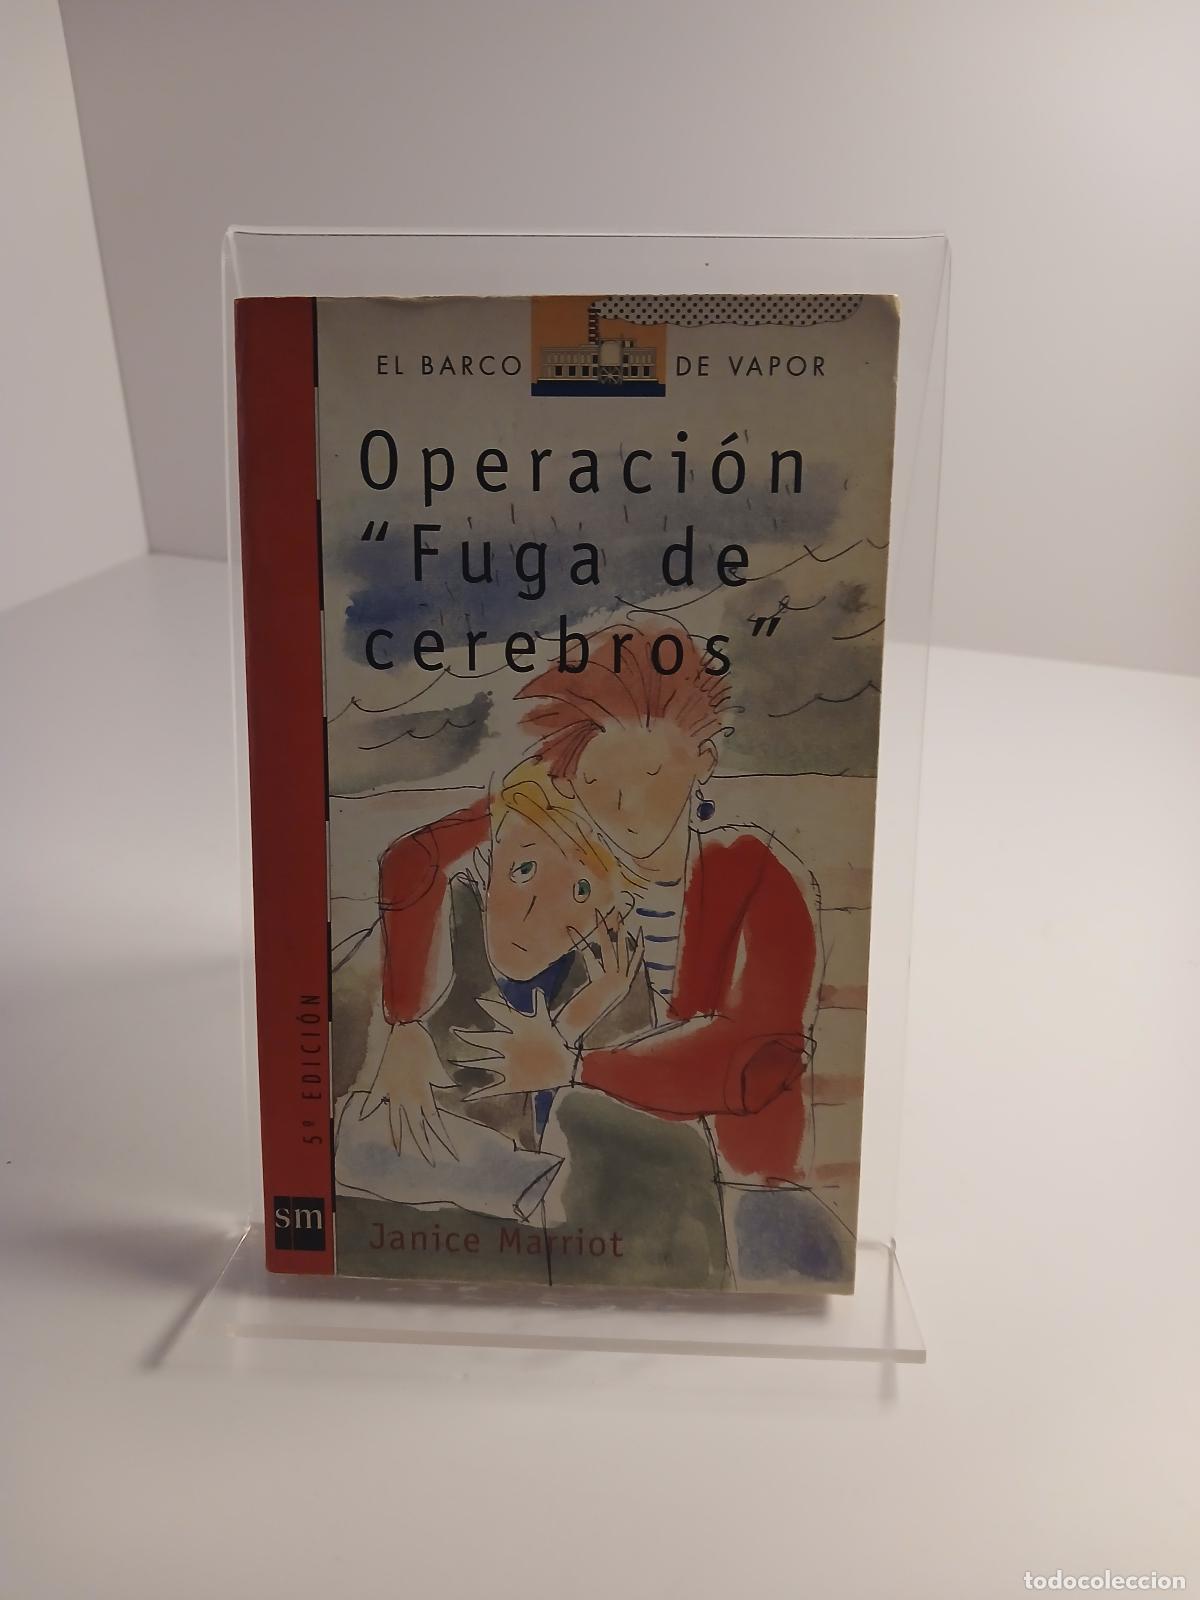 EL BARCO DE VAPOR
Operación
"Fuga de
cerebros"
5ª EDICIÓN
sm
Janice Marriot
todocoleccion